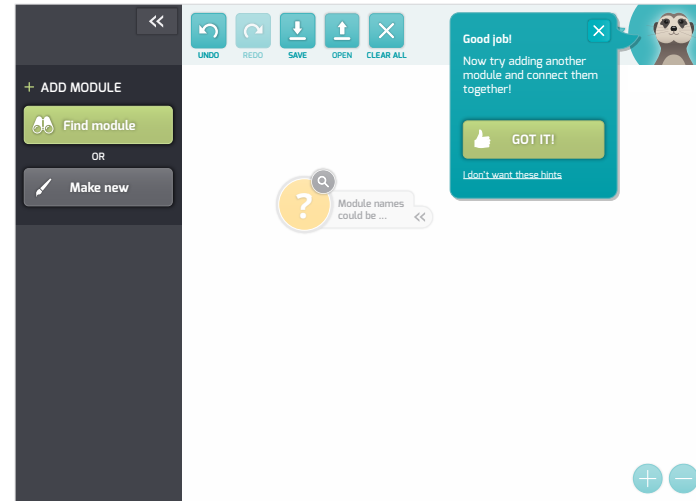 UNDO
REDO
SAVE
OPEN
CLEAR ALL
+ ADD MODULE
Find module
OR
Make new
?
Module names
could be ...
Good job!
Now try adding another
module and connect them
together!
GOT IT!
I don't want these hints